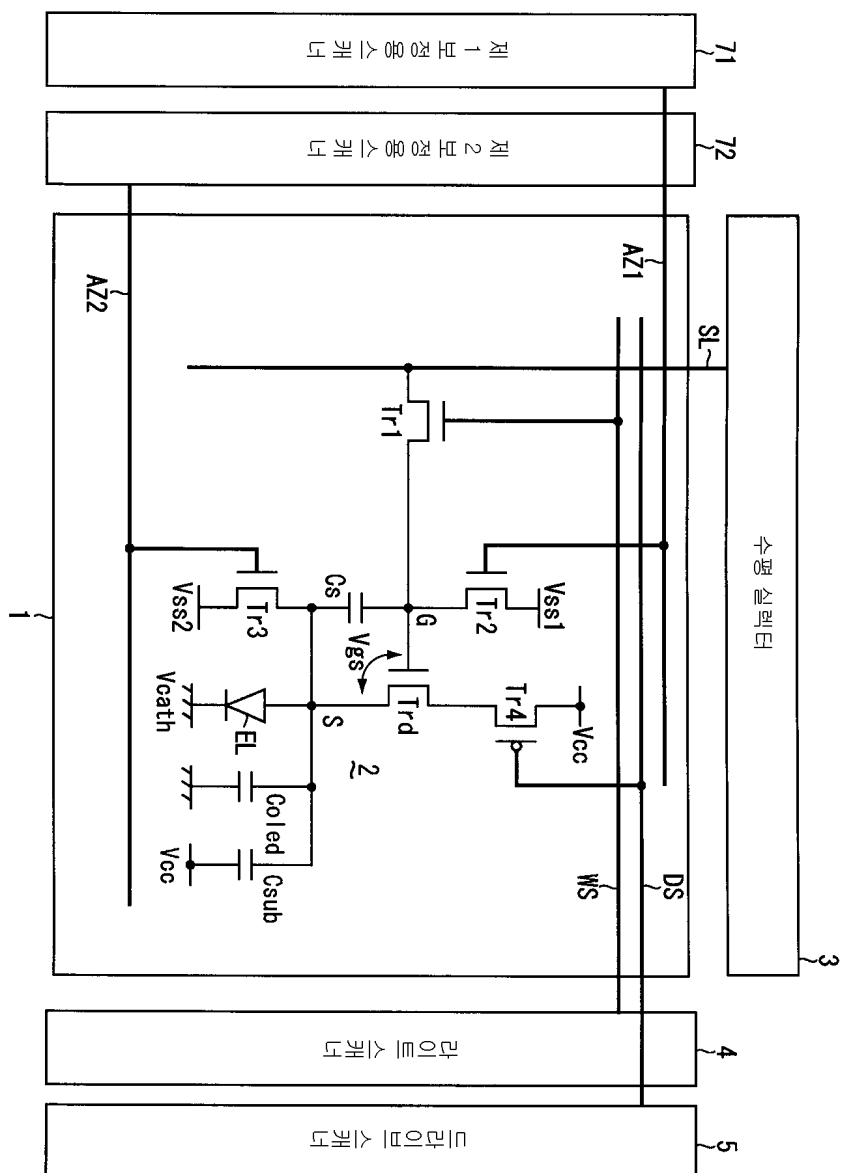 제1보정용스캐너
71
제2보정용스캐너
72
수평 실렉터
3
AZ1
AZ2
SL
WS
DS
Tr1
Tr2
Vss1
Tr4
Vcc
G
Vgs
Trd
Cs
S
Tr3
Vss2
EL
Vcath
Coled
Csub
Vcc
2
1
라이트 스캐너
4
드라이브 스캐너
5